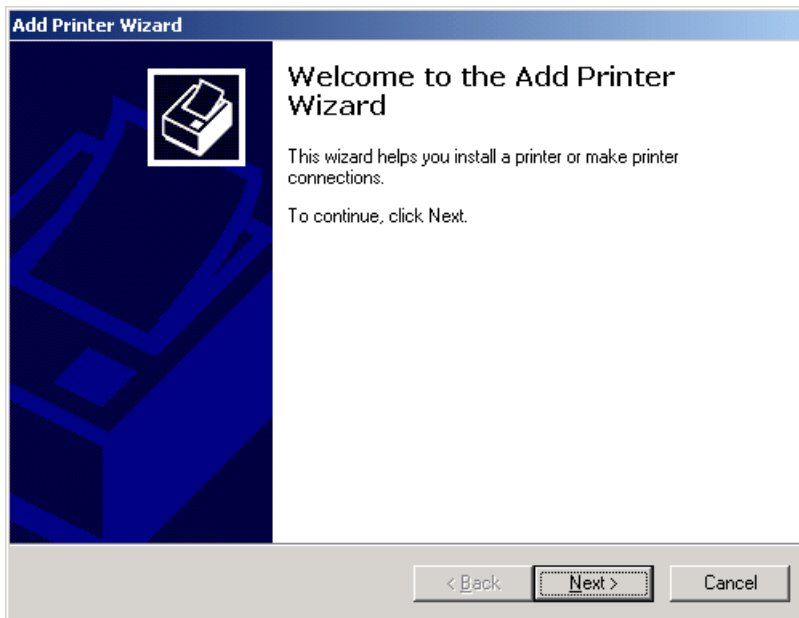 Add Printer Wizard
Welcome to the Add Printer
Wizard
This wizard helps you install a printer or make printer
connections.
To continue, click Next.
< Back
Next >
Cancel